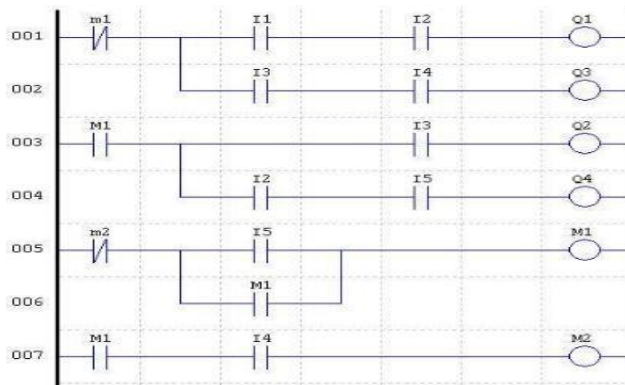 m1 I1 I2 Q1
001
I3 I4 Q3
002
M1 I3 Q2
003
I2 I5 Q4
004
m2 I5 M1
005
M1
006
M1 I4 M2
007